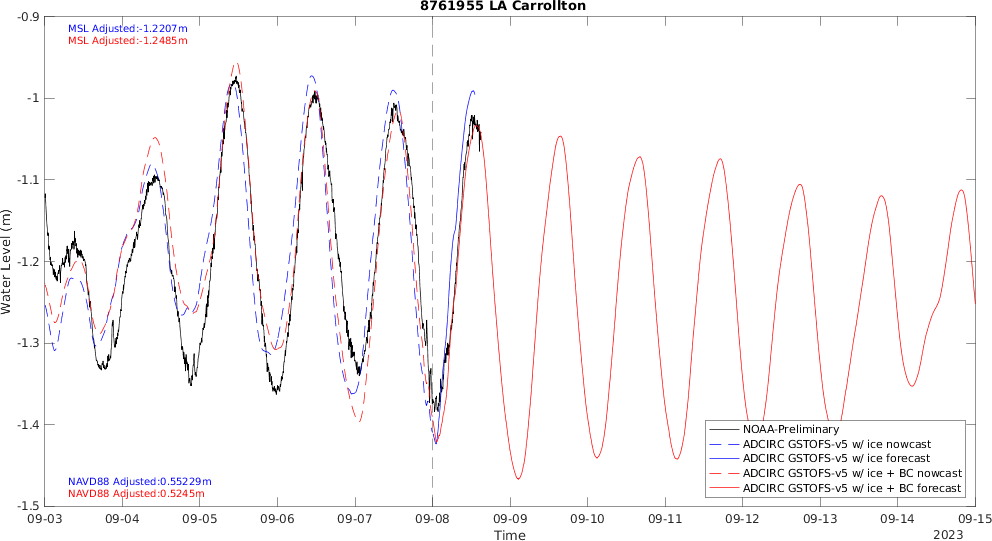 8761955 LA Carrollton
MSL Adjusted:-1.2207m
MSL Adjusted:-1.2485m
-0.9
-1
-1.1
-1.2
-1.3
-1.4
-1.5
Water Level (m)
NAVD88 Adjusted:0.55229m
NAVD88 Adjusted:0.5245m
NOAA-Preliminary
ADCIRC GSTOFS-v5 w/ ice nowcast
ADCIRC GSTOFS-v5 w/ ice forecast
ADCIRC GSTOFS-v5 w/ ice + BC nowcast
ADCIRC GSTOFS-v5 w/ ice + BC forecast
09-03 09-04 09-05 09-06 09-07 09-08 09-09 09-10 09-11 09-12 09-13 09-14 09-15
Time
2023